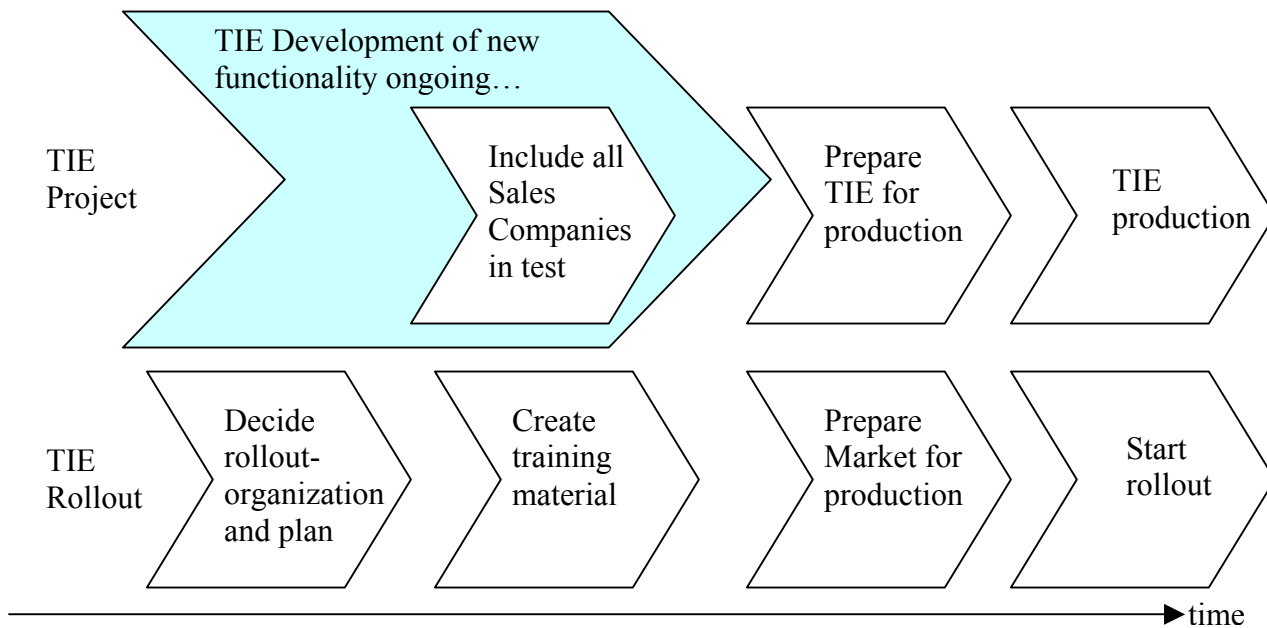 TIE Development of new
functionality ongoing…
TIE
Project
Include all
Sales
Companies
in test
Prepare
TIE for
production
TIE
production
TIE
Rollout
Decide
rollout-
organization
and plan
Create
training
material
Prepare
Market for
production
Start
rollout
time